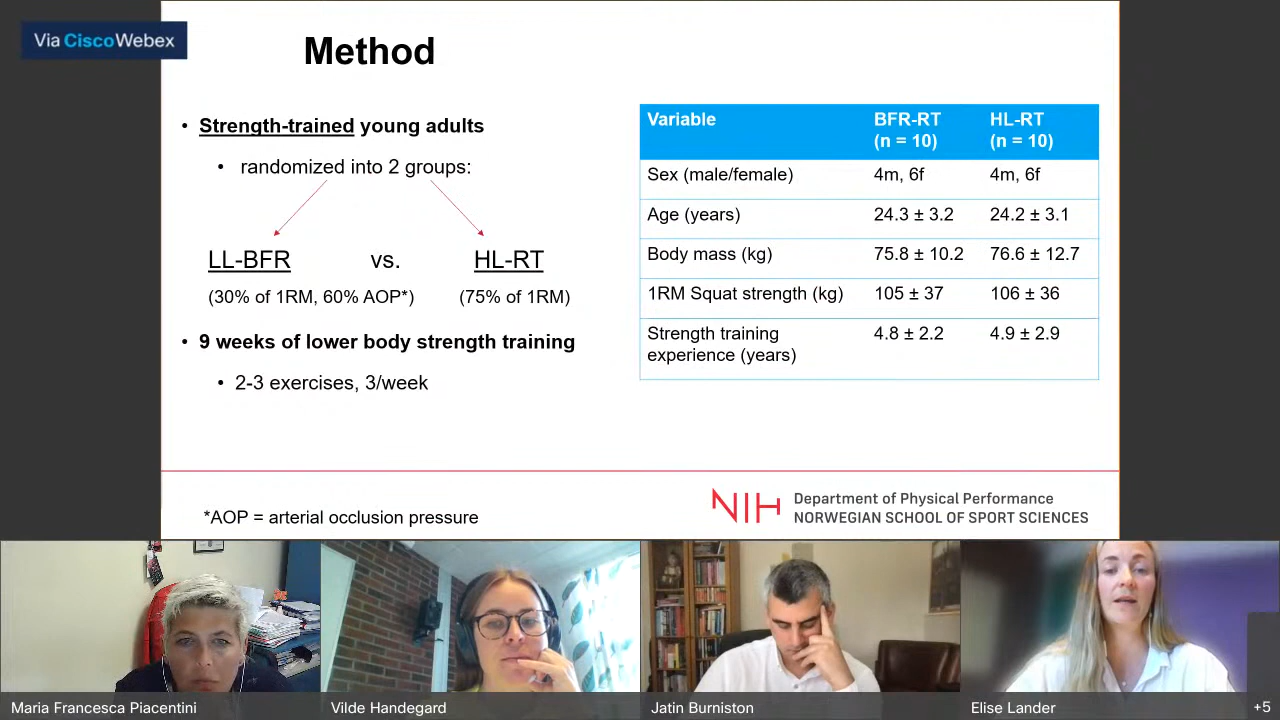 Via CiscoWebex
Method
• Strength-trained young adults
• randomized into 2 groups:
LL-BFR vs. HL-RT
(30% of 1RM, 60% AOP*) (75% of 1RM)
• 9 weeks of lower body strength training
• 2-3 exercises, 3/week
Variable BFR-RT HL-RT
(n = 10) (n = 10)
Sex (male/female) 4m, 6f 4m, 6f
Age (years) 24.3 ± 3.2 24.2 ± 3.1
Body mass (kg) 75.8 ± 10.2 76.6 ± 12.7
1RM Squat strength (kg) 105 ± 37 106 ± 36
Strength training 4.8 ± 2.2 4.9 ± 2.9
experience (years)
*AOP = arterial occlusion pressure
NIH
Department of Physical Performance
NORWEGIAN SCHOOL OF SPORT SCIENCES
Maria Francesca Piacentini
Vilde Handegard
Jatin Burniston
Elise Lander
+5